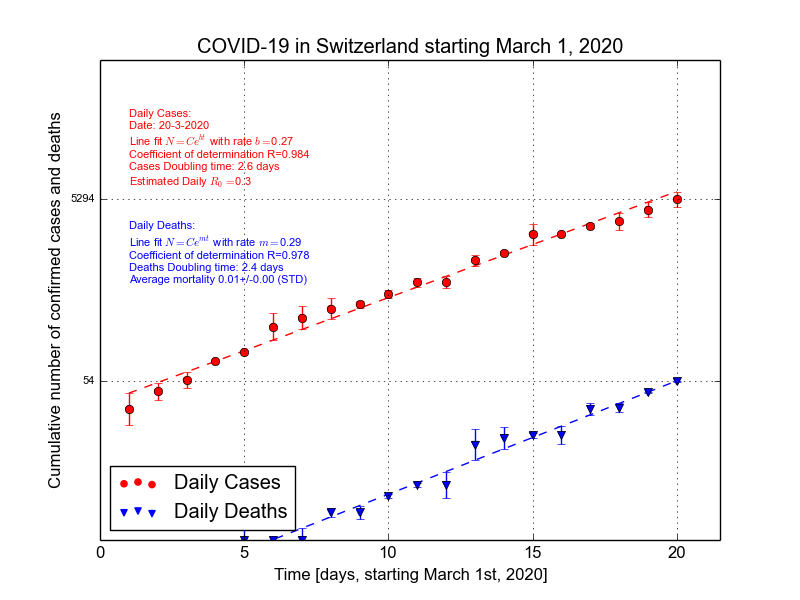 COVID-19 in Switzerland starting March 1, 2020
Cumulative number of confirmed cases and deaths
Daily Cases:
Date: 20-3-2020
Line fit N = Ce^{bt} with rate b =0.27
Coefficient of determination R=0.984
Cases Doubling time: 2.6 days
Estimated Daily R_0 =0.3
5294
Daily Deaths:
Line fit N = Ce^{mt} with rate m =0.29
Coefficient of determination R=0.978
Deaths Doubling time: 2.4 days
Average mortality 0.01+/-0.00 (STD)
54
Daily Cases
Daily Deaths
0 5 10 15 20
Time [days, starting March 1st, 2020]